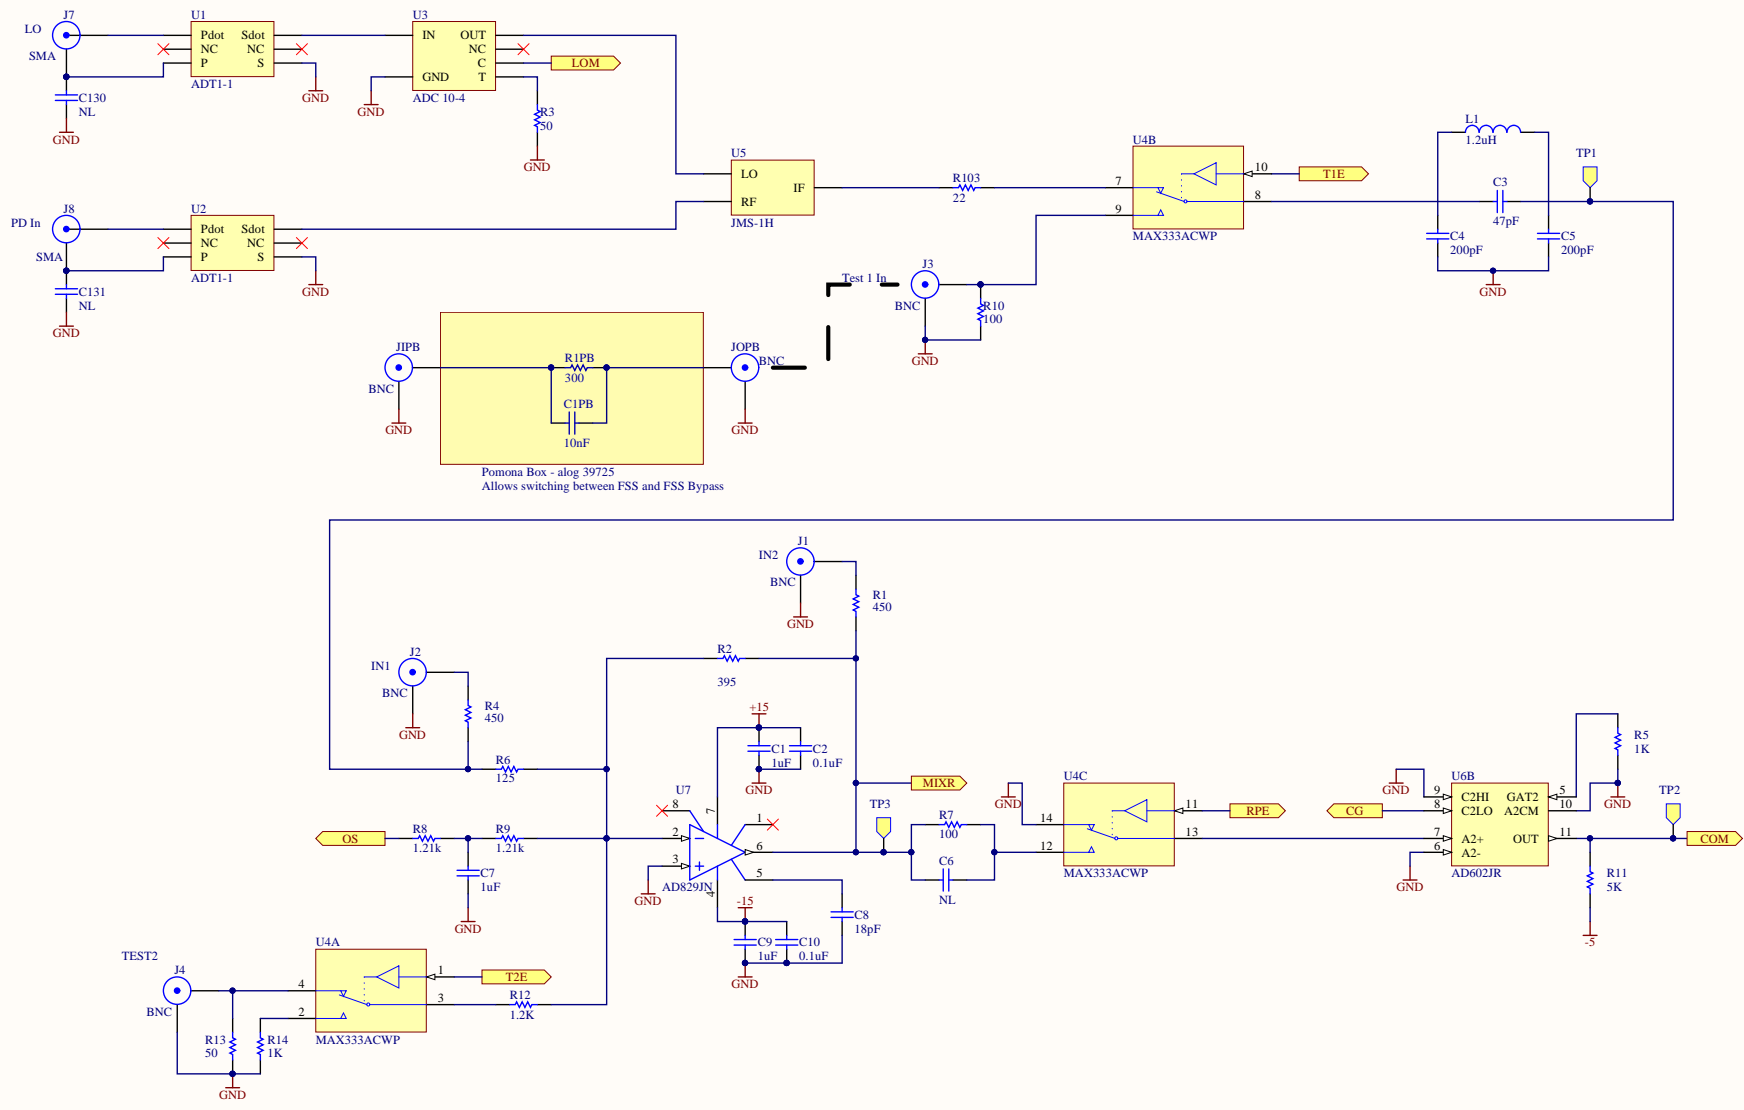 J7
LO
SMA
C130
NL
GND
U1
Pdot Sdot
NC NC
P S
ADT1-1
GND
U3
IN OUT
NC
C
GND T
ADC 10-4
GND
LOM
R3
50
GND
J8
PD In
SMA
C131
NL
GND
U2
Pdot Sdot
NC NC
P S
ADT1-1
GND
U5
LO
IF
RF
JMS-1H
R103
22
U4B
7
9
10
8
MAX333ACWP
T1E
L1
1.2uH
C3
47pF
C4
200pF
C5
200pF
GND
TP1
Test 1 In
J3
BNC
R10
100
GND
JIPB
BNC
GND
R1PB
300
C1PB
10nF
JOPB
BNC
GND
Pomona Box - alog 39725
Allows switching between FSS and FSS Bypass
J1
IN2
BNC
GND
R1
450
J2
IN1
BNC
GND
R4
450
R2
395
R6
125
+15
C1
1uF
C2
0.1uF
GND
MIXR
U7
8
7
1
2
3
6
5
4
AD829JN
GND
OS
R8
1.21k
R9
1.21k
C7
1uF
GND
-15
C9
1uF
C10
0.1uF
C8
18pF
GND
TP3
R7
100
C6
NL
U4C
GND
14
12
11
13
MAX333ACWP
RPE
CG
GND
U6B
9 C2HI GAT2 5
8 C2LO A2CM 10
7 A2+ OUT 11
6 A2-
AD602JR
GND
R5
1K
GND
TP2
COM
R11
5K
-5
TEST2
J4
BNC
R13
50
R14
1K
GND
U4A
4
2
1
3
MAX333ACWP
T2E
R12
1.2K